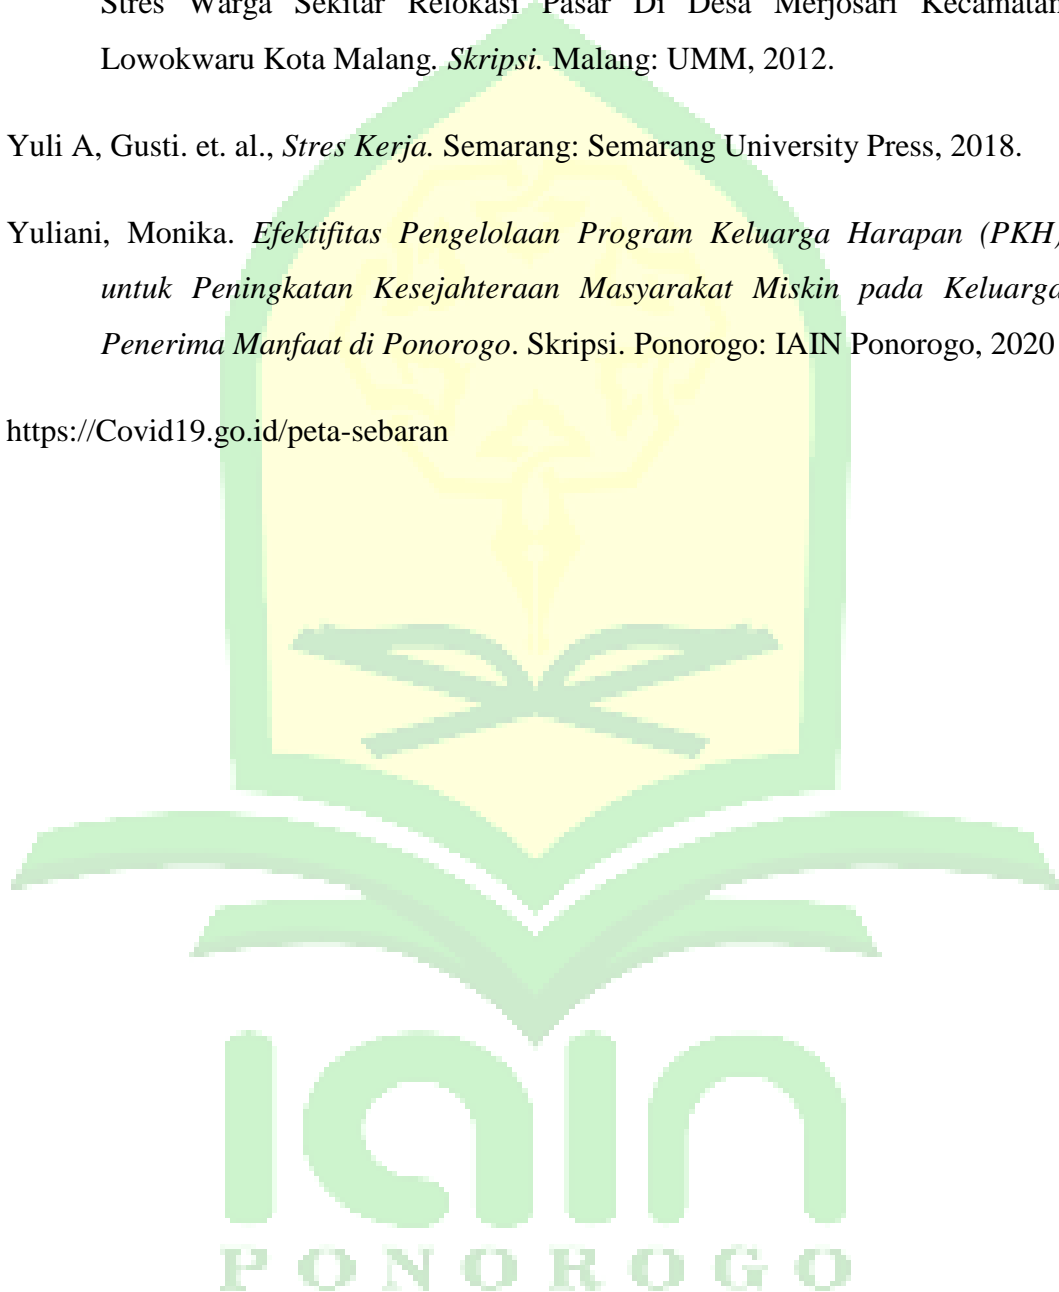 Stres Warga Sekitar Relokasi Pasar Di Desa Merjosari Kecamatan
Lowokwaru Kota Malang. Skripsi. Malang: UMM, 2012.
Yuli A, Gusti. et. al., Stres Kerja. Semarang: Semarang University Press, 2018.
Yuliani, Monika. Efektifitas Pengelolaan Program Keluarga Harapan (PKH)
untuk Peningkatan Kesejahteraan Masyarakat Miskin pada Keluarga
Penerima Manfaat di Ponorogo. Skripsi. Ponorogo: IAIN Ponorogo, 2020
https://Covid19.go.id/peta-sebaran
iain
PONOROGO